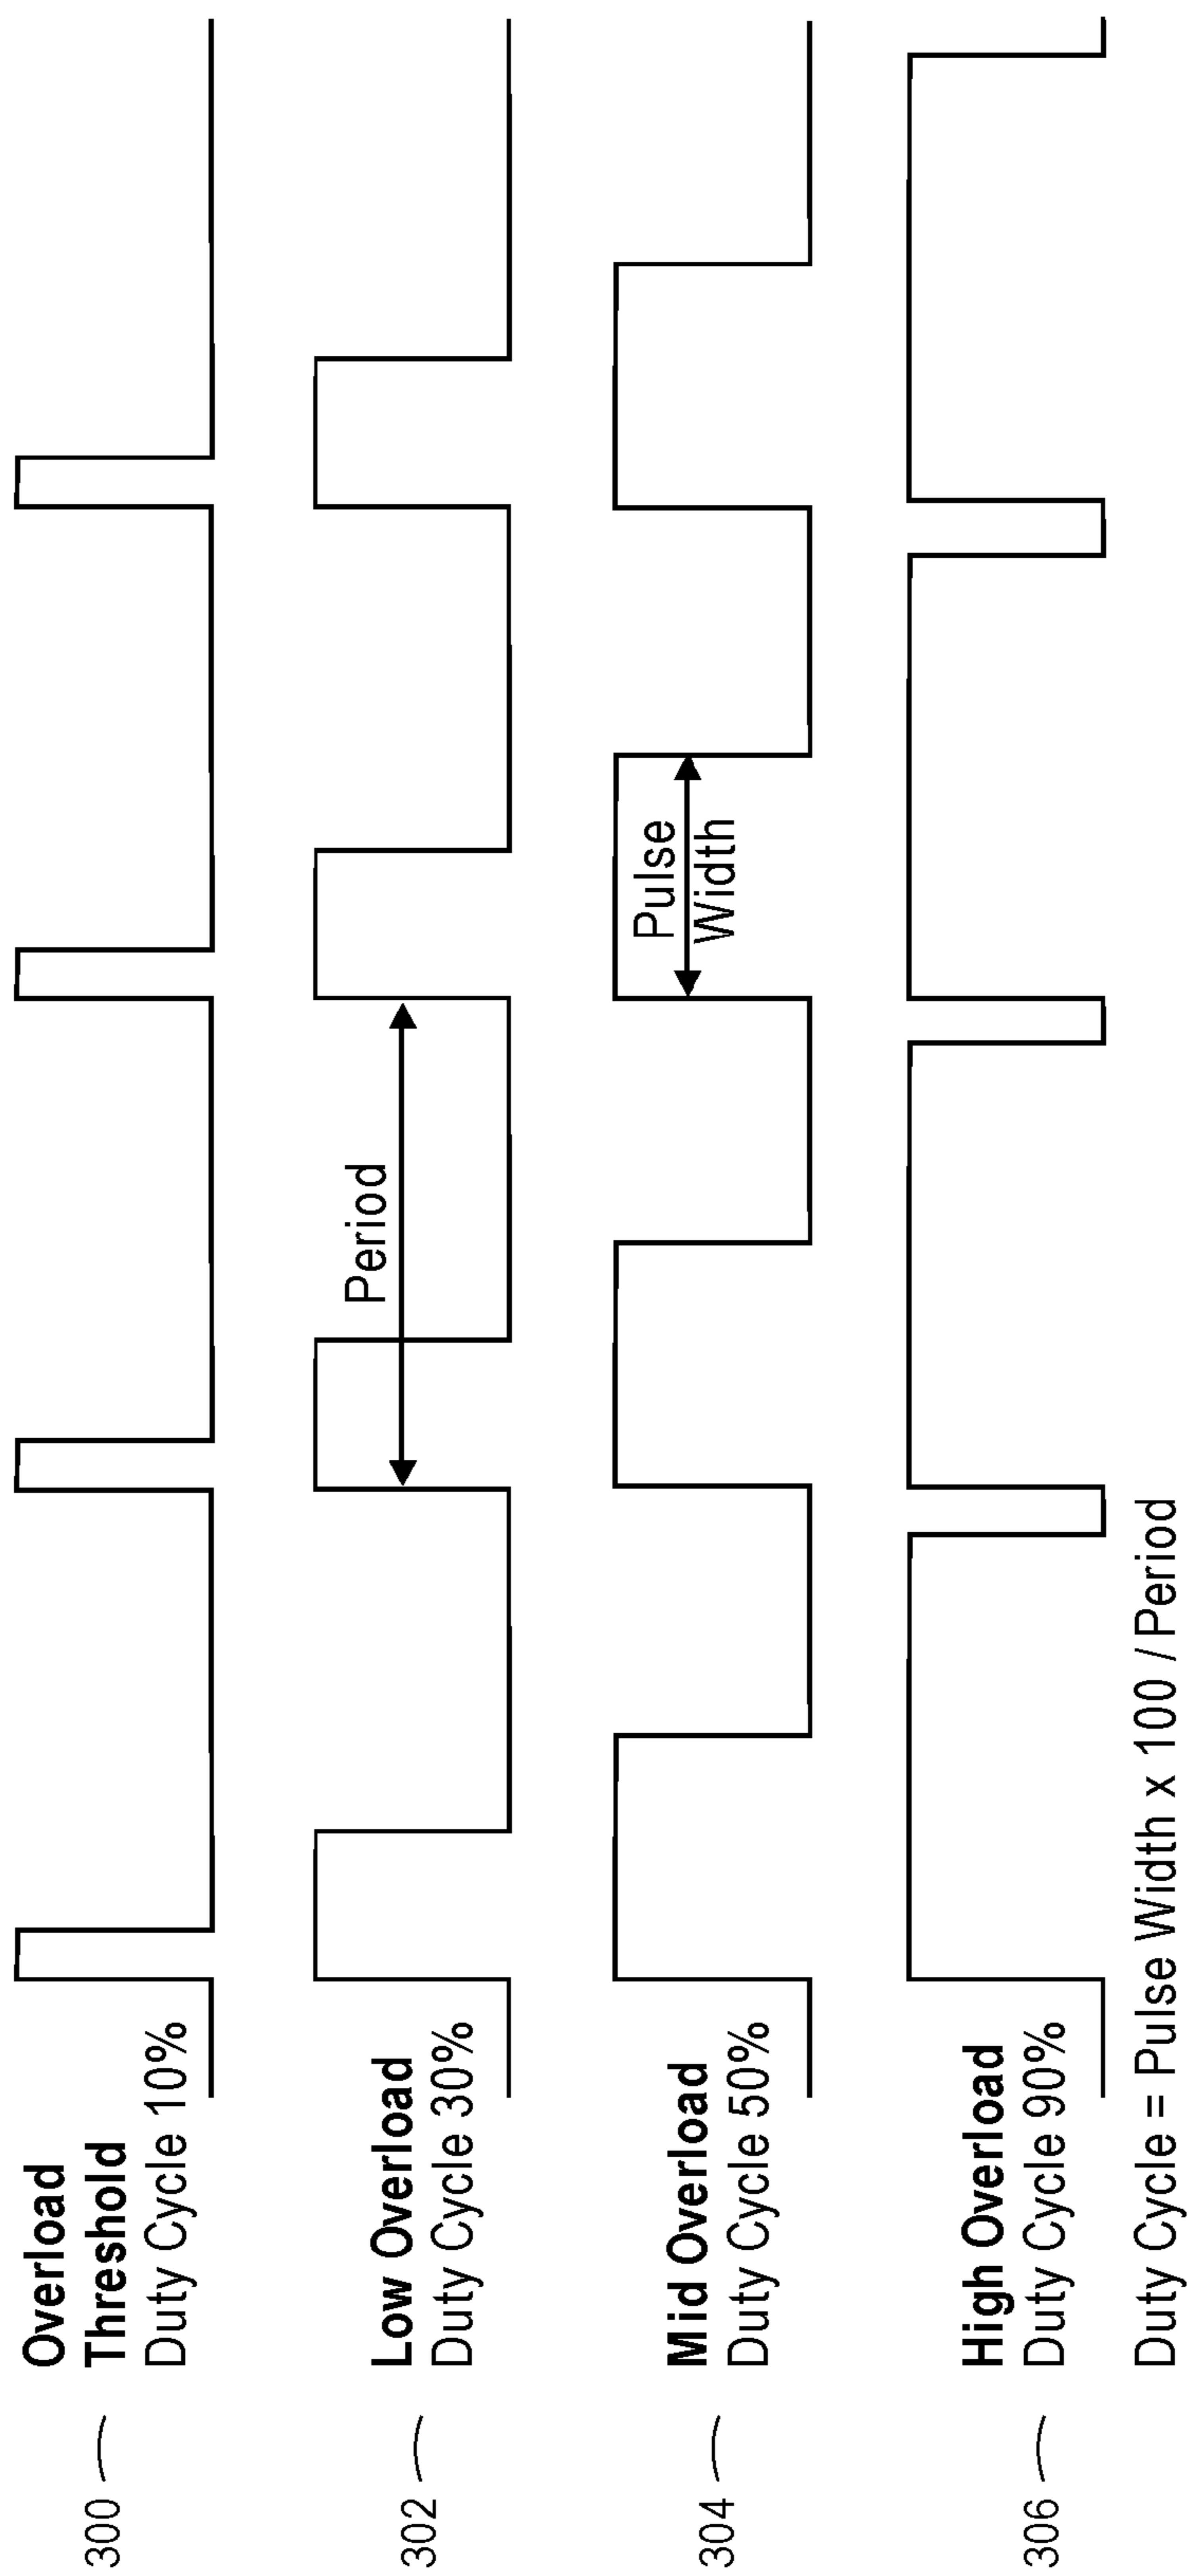 300
Overload
Threshold
Duty Cycle 10%
302
Low Overload
Duty Cycle 30%
Period
304
Mid Overload
Duty Cycle 50%
Pulse
Width
306
High Overload
Duty Cycle 90%
Duty Cycle = Pulse Width x 100 / Period